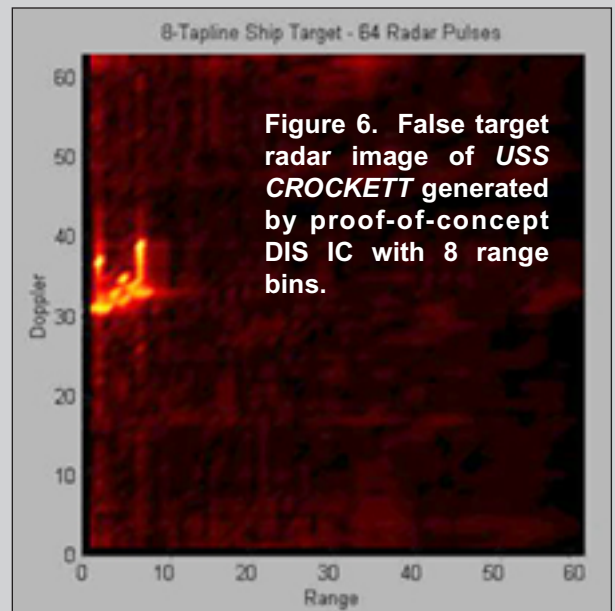 8-Tapline Ship Target - 64 Radar Pulses
60
50
40
30
20
10
0
Doppler
Figure 6. False target
radar image of USS
CROCKETT generated
by proof-of-concept
DIS IC with 8 range
bins.
0 10 20 30 40 50 60
Range